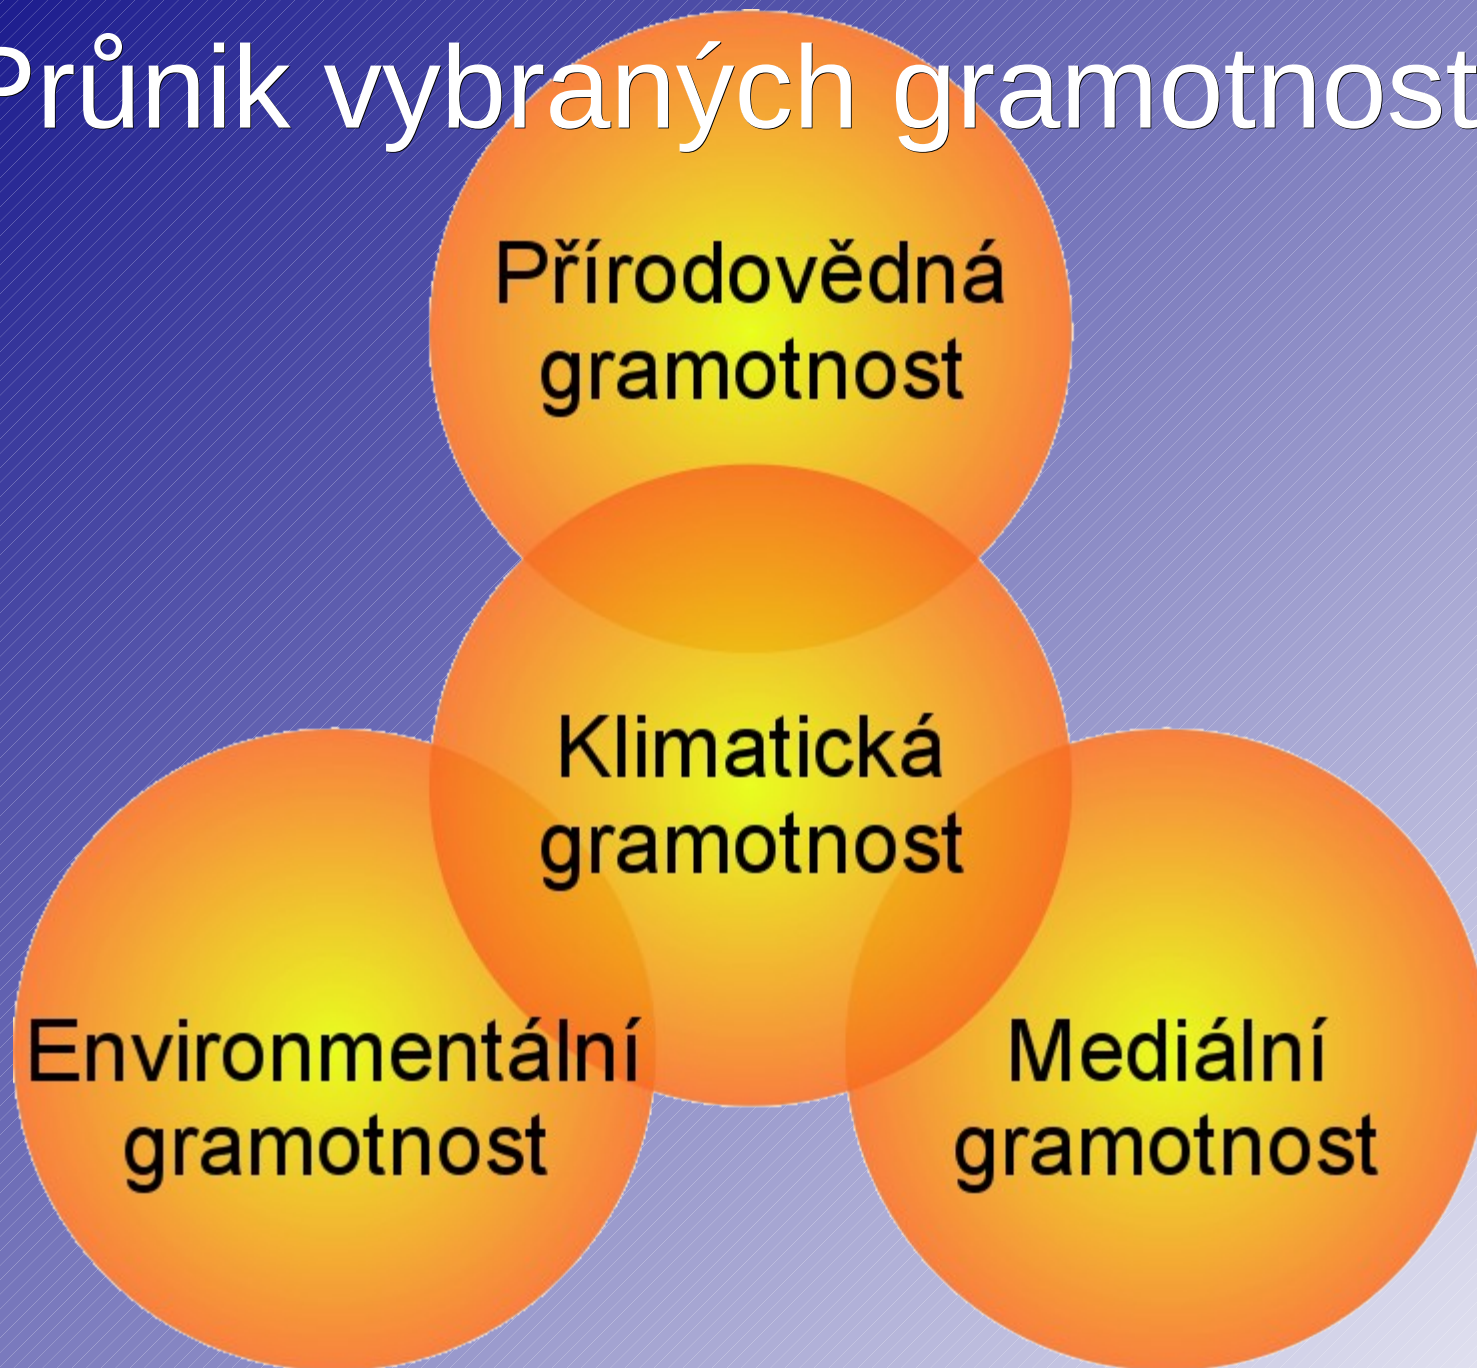 Průnik vybraných gramotnost
Přírodovědná
gramotnost
Klimatická
gramotnost
Environmentální
gramotnost
Mediální
gramotnost